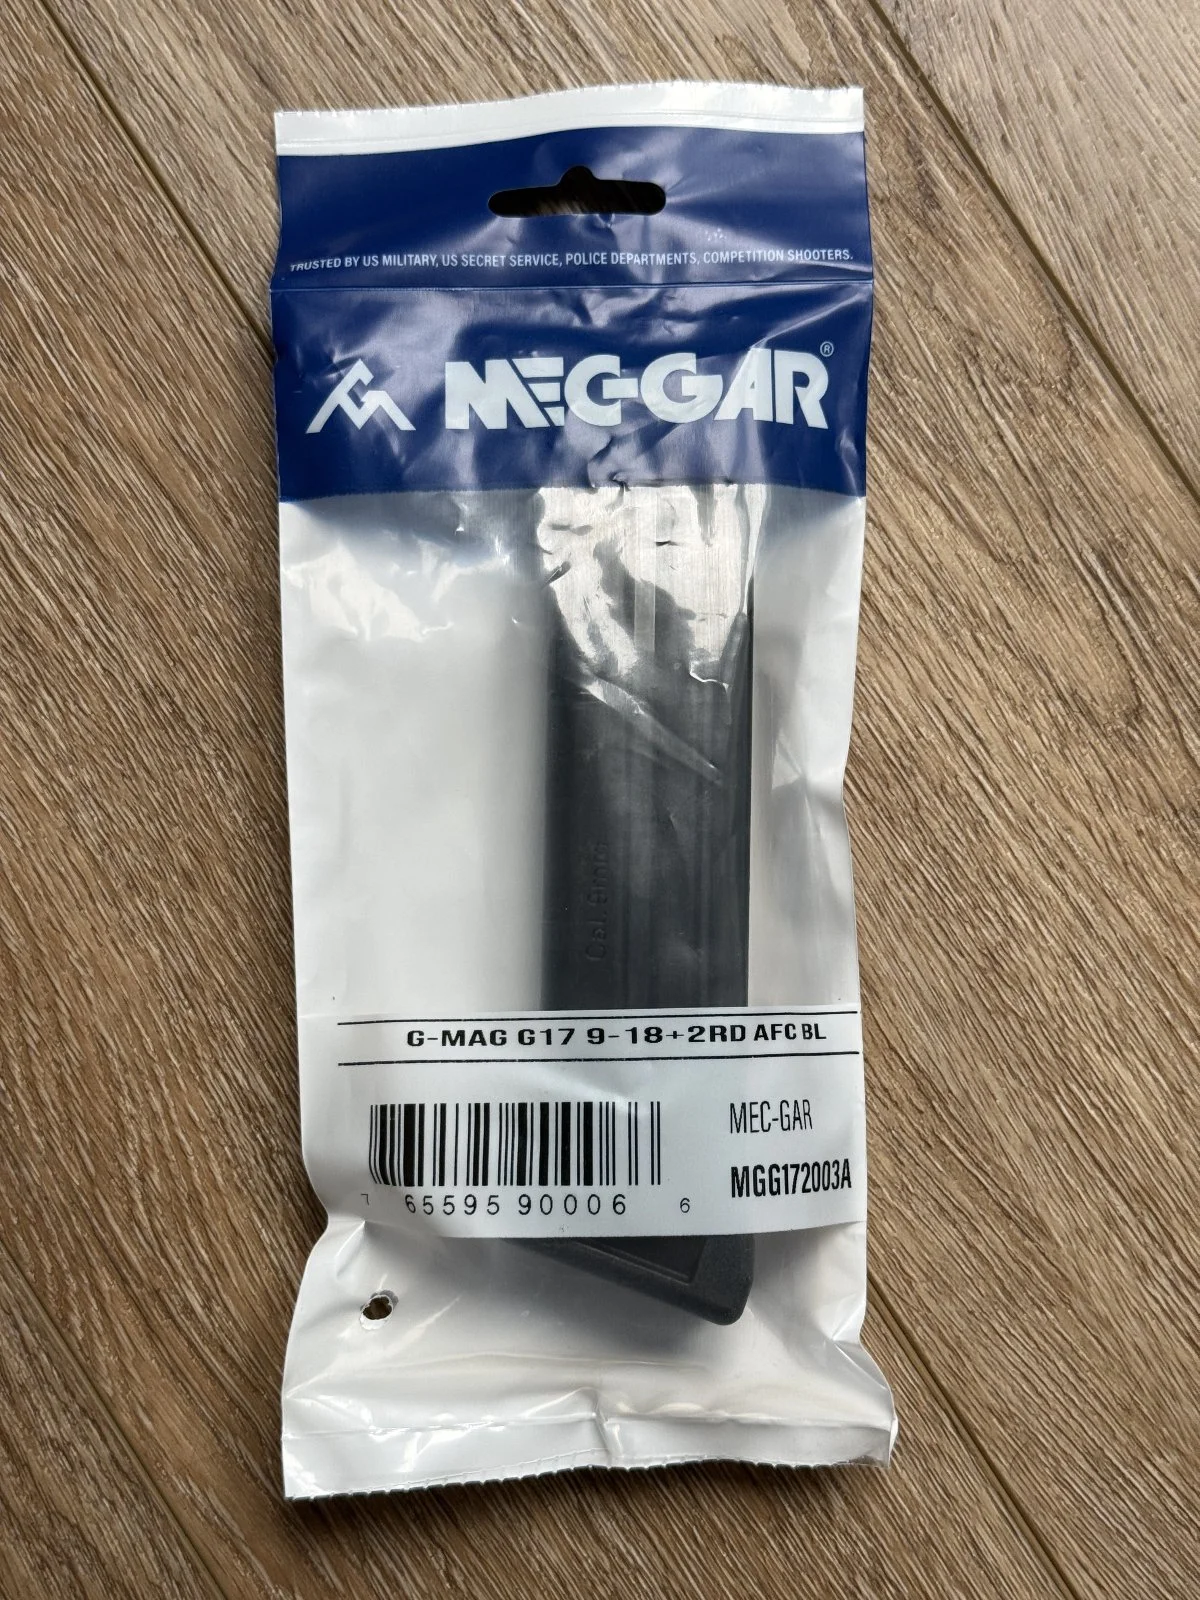 TRUSTED BY US MILITARY, US SECRET SERVICE, POLICE DEPARTMENTS, COMPETITION SHOOTERS.
MEC-GAR®
Cal. 9mm
G-MAG G17 9-18+2RD AFC BL
MEC-GAR
MGG172003A
7 65595 90006 6